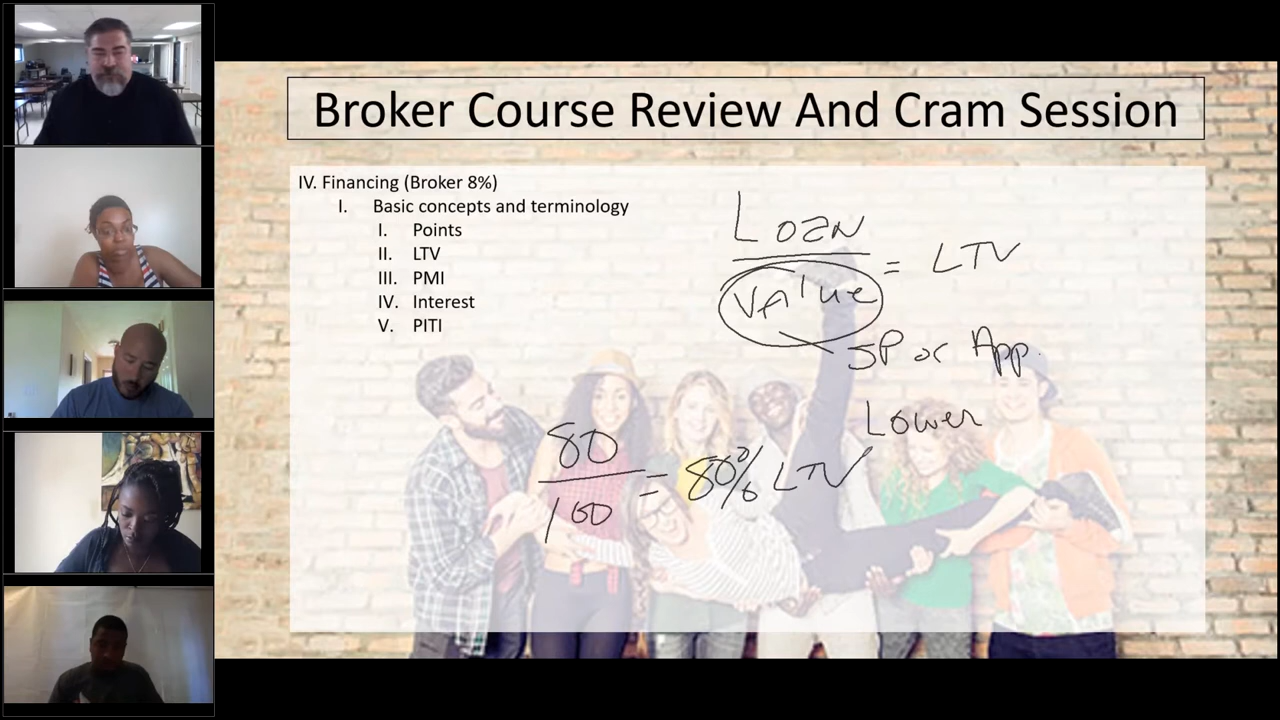 Broker Course Review And Cram Session
IV. Financing (Broker 8%)
I. Basic concepts and terminology
I. Points
II. LTV
III. PMI
IV. Interest
V. PITI
Loan
Value
= LTV
SP or App.
Lower
80
100
= 80% LTV